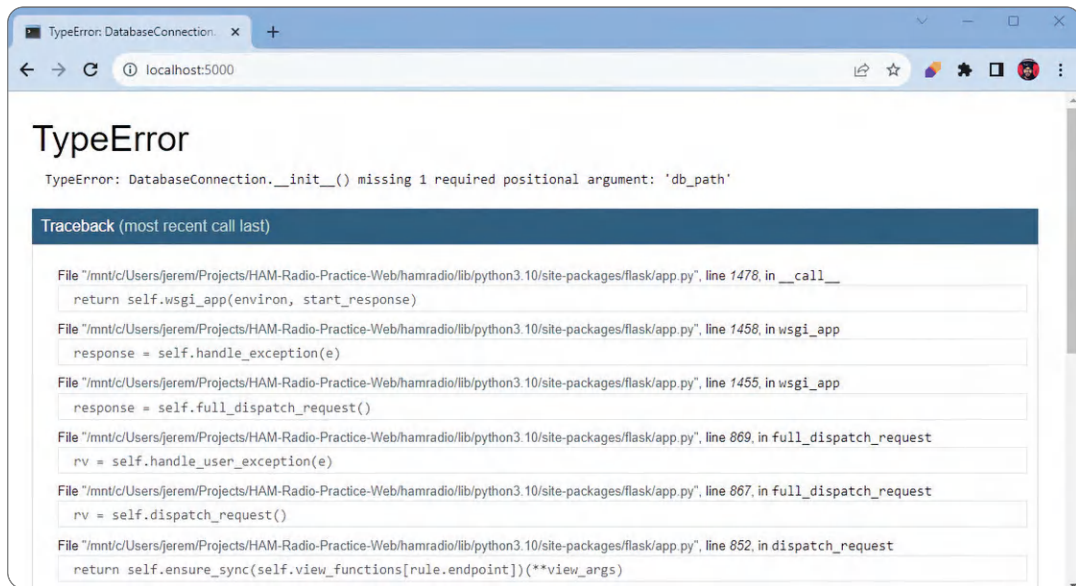 TypeError: DatabaseConnection.
localhost:5000
TypeError
TypeError: DatabaseConnection.__init__() missing 1 required positional argument: 'db_path'
Traceback (most recent call last)
File "/mnt/c/Users/jerem/Projects/HAM-Radio-Practice-Web/hamradio/lib/python3.10/site-packages/flask/app.py", line 1478, in __call__
return self.wsgi_app(environ, start_response)
File "/mnt/c/Users/jerem/Projects/HAM-Radio-Practice-Web/hamradio/lib/python3.10/site-packages/flask/app.py", line 1458, in wsgi_app
response = self.handle_exception(e)
File "/mnt/c/Users/jerem/Projects/HAM-Radio-Practice-Web/hamradio/lib/python3.10/site-packages/flask/app.py", line 1455, in wsgi_app
response = self.full_dispatch_request()
File "/mnt/c/Users/jerem/Projects/HAM-Radio-Practice-Web/hamradio/lib/python3.10/site-packages/flask/app.py", line 869, in full_dispatch_request
rv = self.handle_user_exception(e)
File "/mnt/c/Users/jerem/Projects/HAM-Radio-Practice-Web/hamradio/lib/python3.10/site-packages/flask/app.py", line 867, in full_dispatch_request
rv = self.dispatch_request()
File "/mnt/c/Users/jerem/Projects/HAM-Radio-Practice-Web/hamradio/lib/python3.10/site-packages/flask/app.py", line 852, in dispatch_request
return self.ensure_sync(self.view_functions[rule.endpoint])(**view_args)